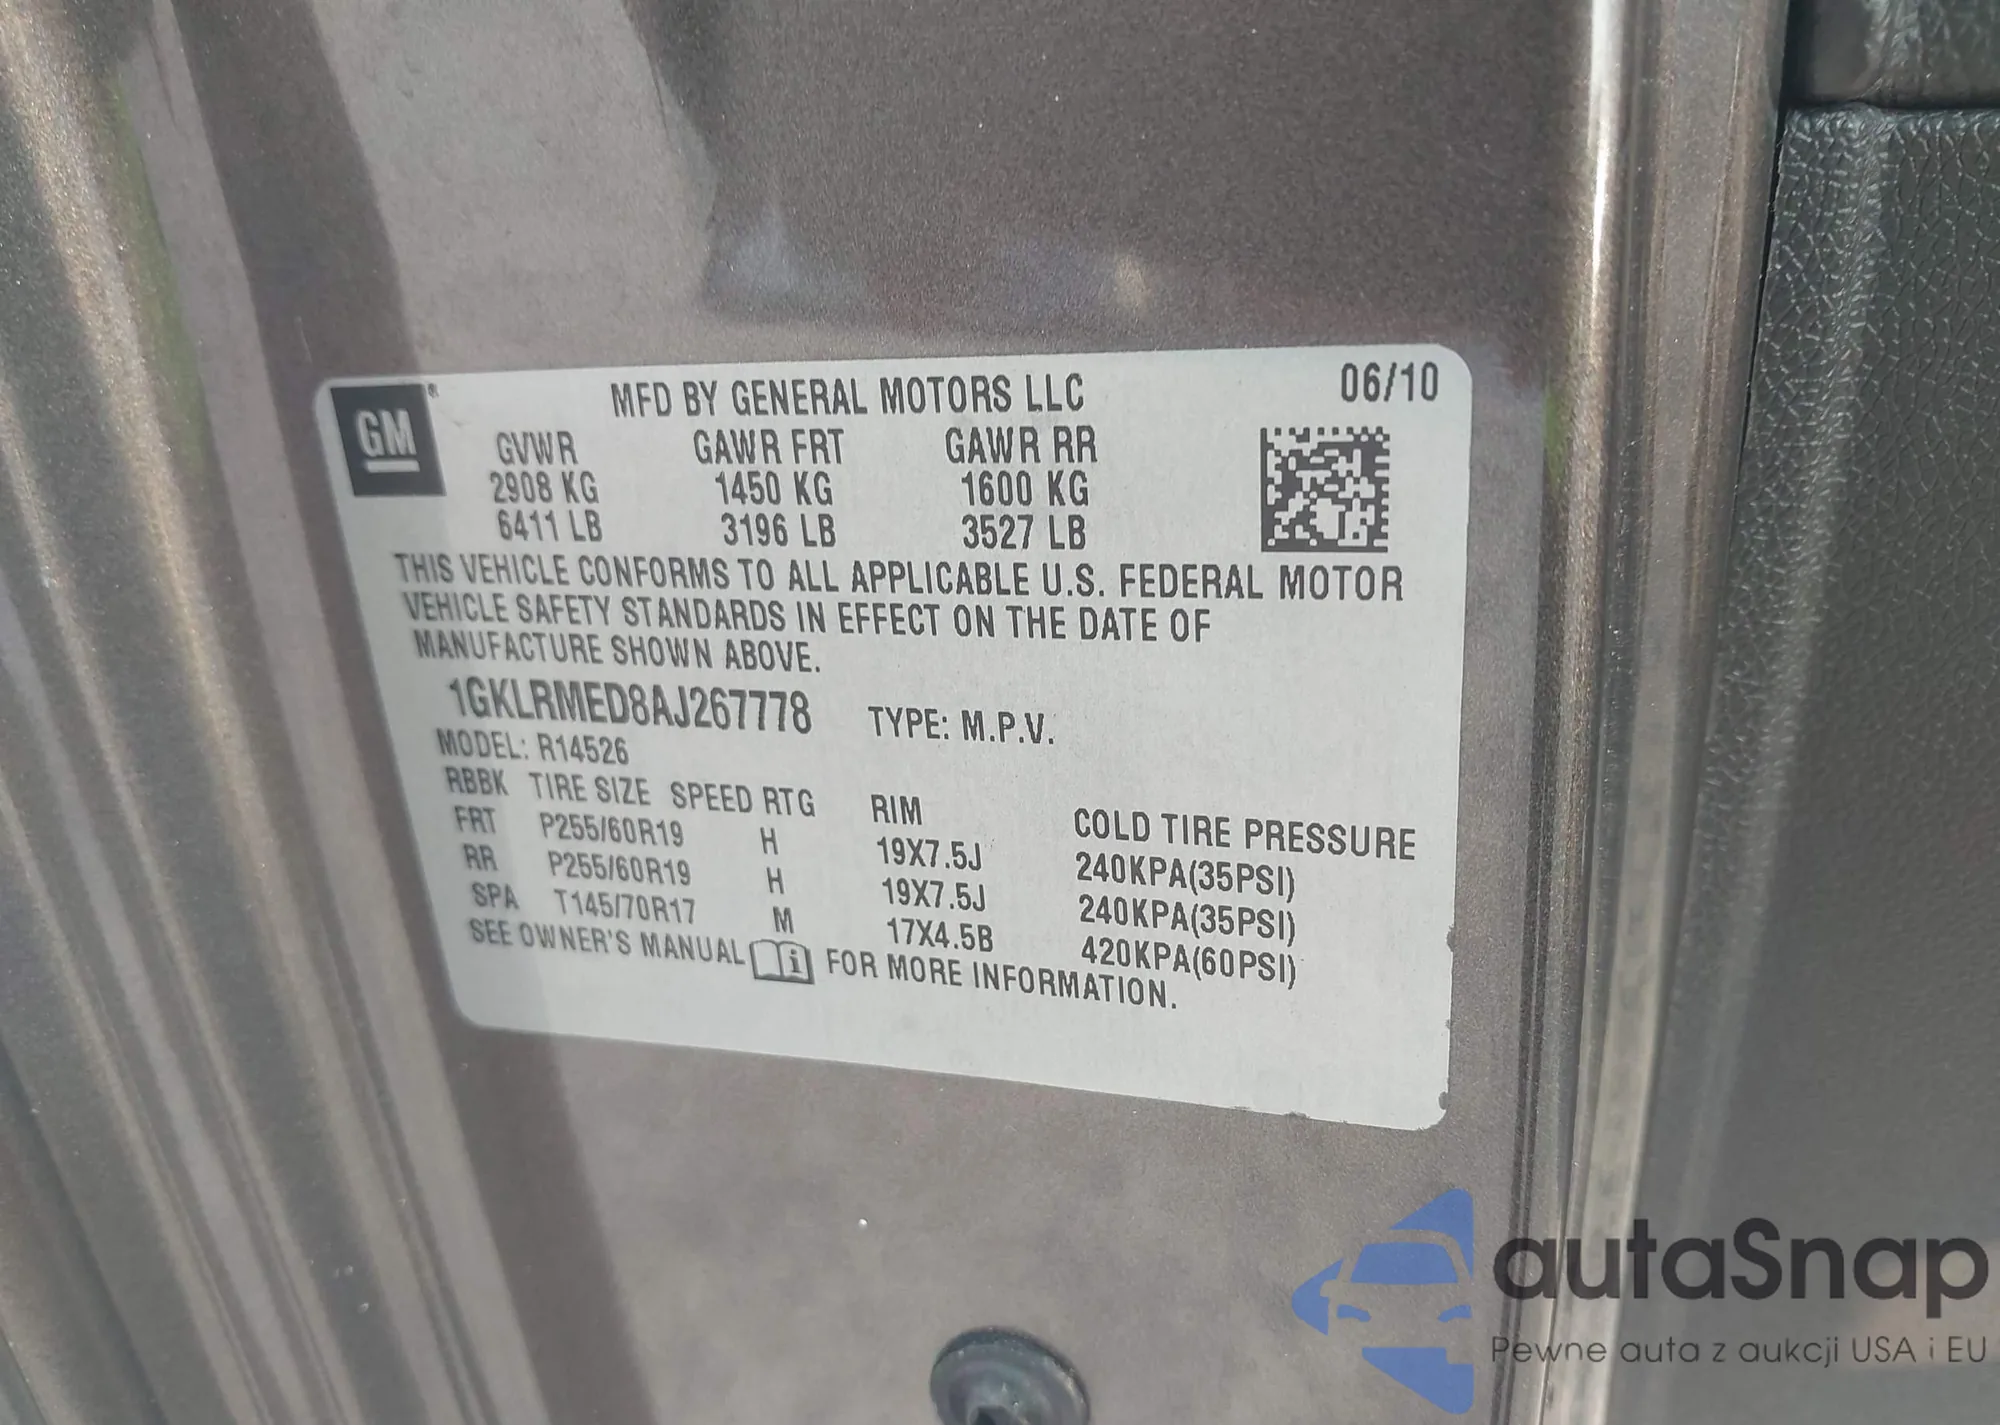 GM®
MFD BY GENERAL MOTORS LLC 06/10
GVWR GAWR FRT GAWR RR
2908 KG 1450 KG 1600 KG
6411 LB 3196 LB 3527 LB
THIS VEHICLE CONFORMS TO ALL APPLICABLE U.S. FEDERAL MOTOR
VEHICLE SAFETY STANDARDS IN EFFECT ON THE DATE OF
MANUFACTURE SHOWN ABOVE.
1GKLRMED8AJ267778 TYPE: M.P.V.
MODEL: R14526
RBBK TIRE SIZE SPEED RTG RIM COLD TIRE PRESSURE
FRT P255/60R19 H 19X7.5J 240KPA(35PSI)
RR P255/60R19 H 19X7.5J 240KPA(35PSI)
SPA T145/70R17 M 17X4.5B 420KPA(60PSI)
SEE OWNER'S MANUAL i FOR MORE INFORMATION.
autaSnap
Pewne auta z aukcji USA i EU